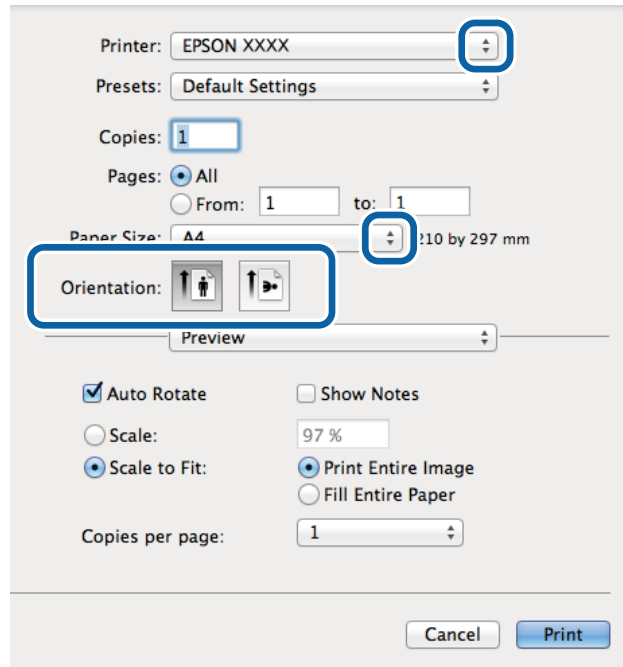 Printer: EPSON XXXX
Presets: Default Settings
Copies: 1
Pages: All
From: 1 to: 1
Paper Size: A4 210 by 297 mm
Orientation:
Preview
Auto Rotate Show Notes
Scale: 97 %
Scale to Fit: Print Entire Image
Fill Entire Paper
Copies per page: 1
Cancel Print